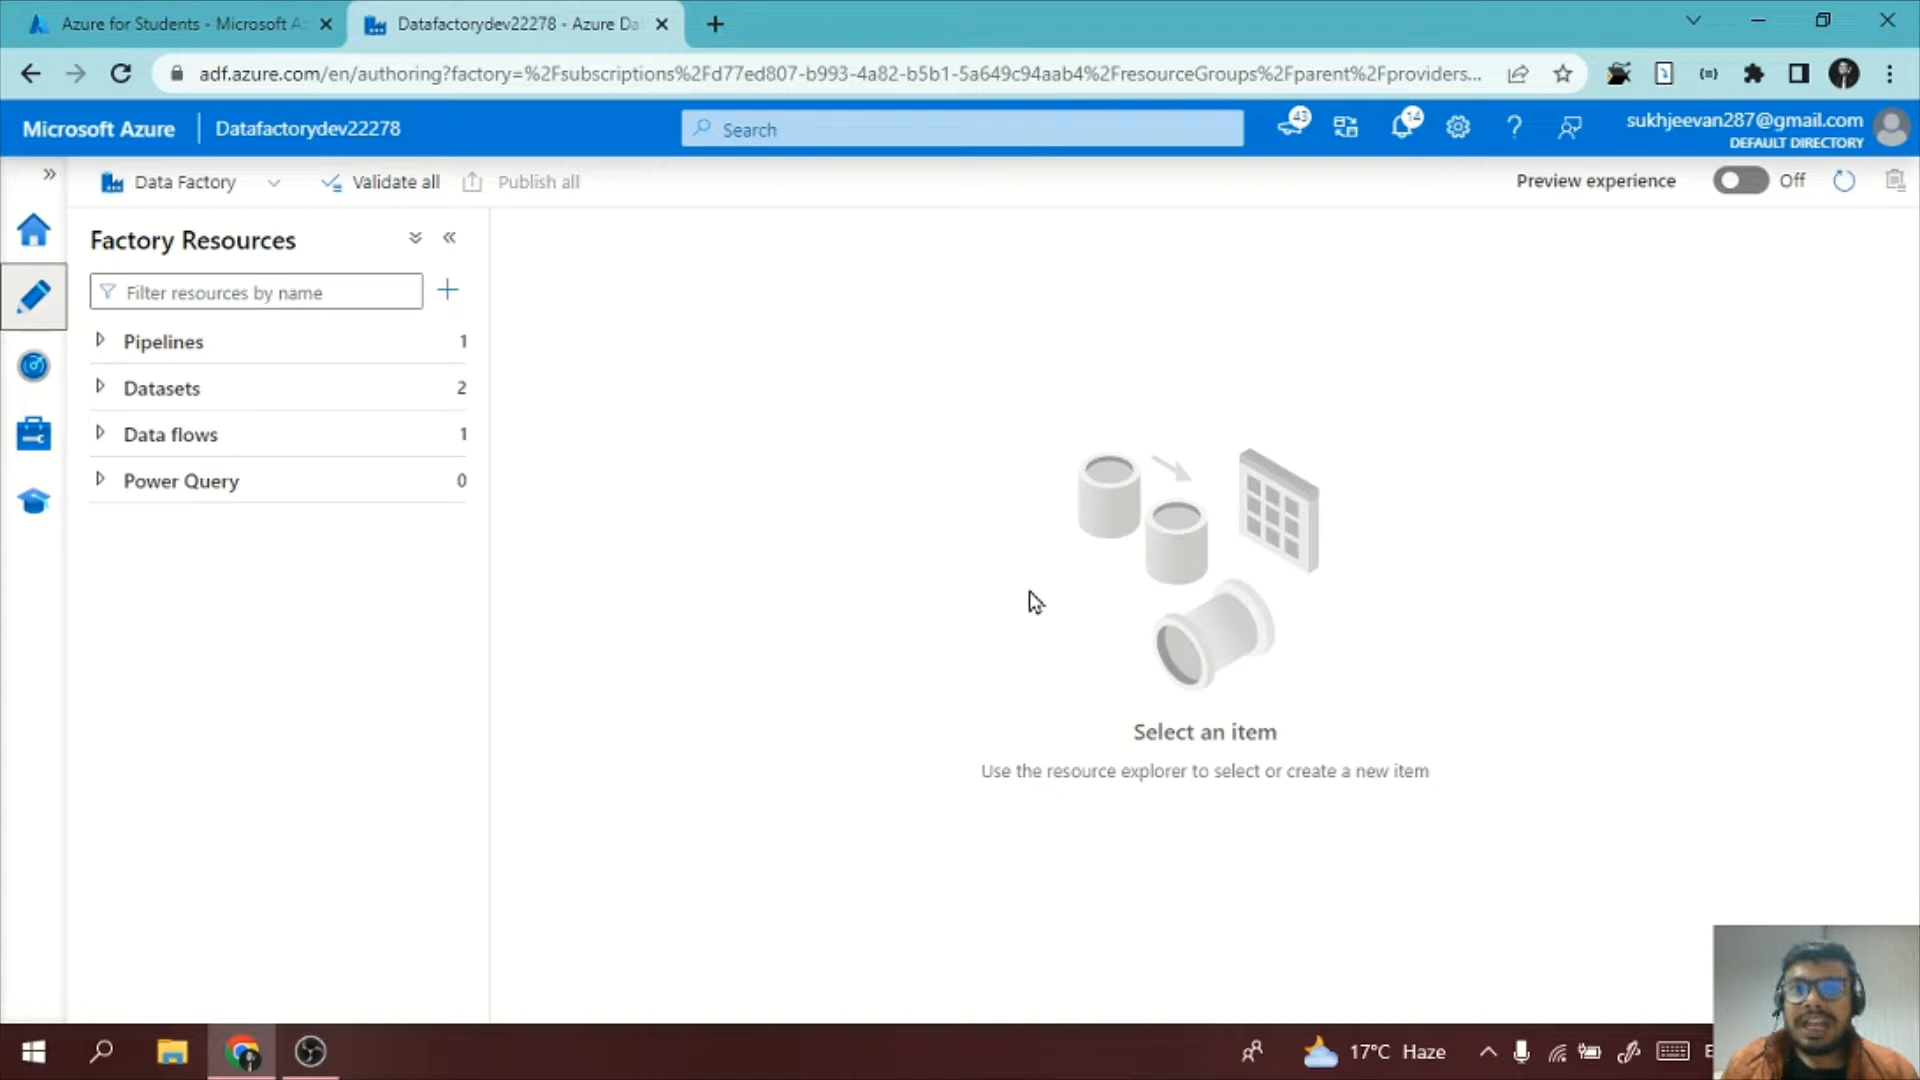 Azure for Students - Microsoft A
Datafactorydev22278 - Azure Da
adf.azure.com/en/authoring?factory=%2Fsubscriptions%2Fd77ed807-b993-4a82-b5b1-5a649c94aab4%2FresourceGroups%2Fparent%2Fproviders...
Microsoft Azure
Datafactorydev22278
Search
43
14
sukhjeevan287@gmail.com
DEFAULT DIRECTORY
Data Factory
Validate all
Publish all
Preview experience
Off
Factory Resources
Filter resources by name
Pipelines 1
Datasets 2
Data flows 1
Power Query 0
Select an item
Use the resource explorer to select or create a new item
17°C Haze